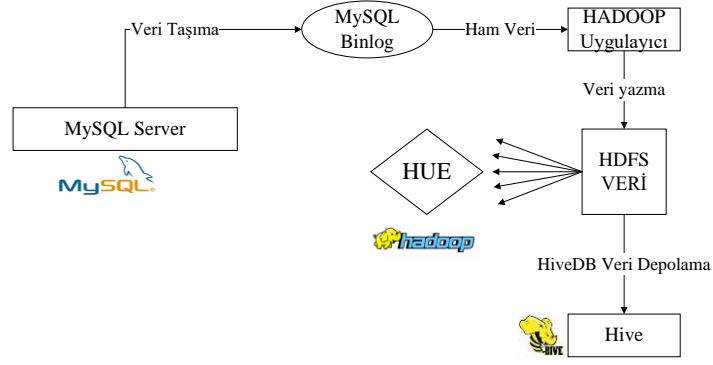 Veri Taşıma
MySQL
Binlog
Ham Veri
HADOOP
Uygulayıcı
Veri yazma
MySQL Server
MySQL
HUE
HDFS
VERİ
hadoop
HiveDB Veri Depolama
Hive
HIVE